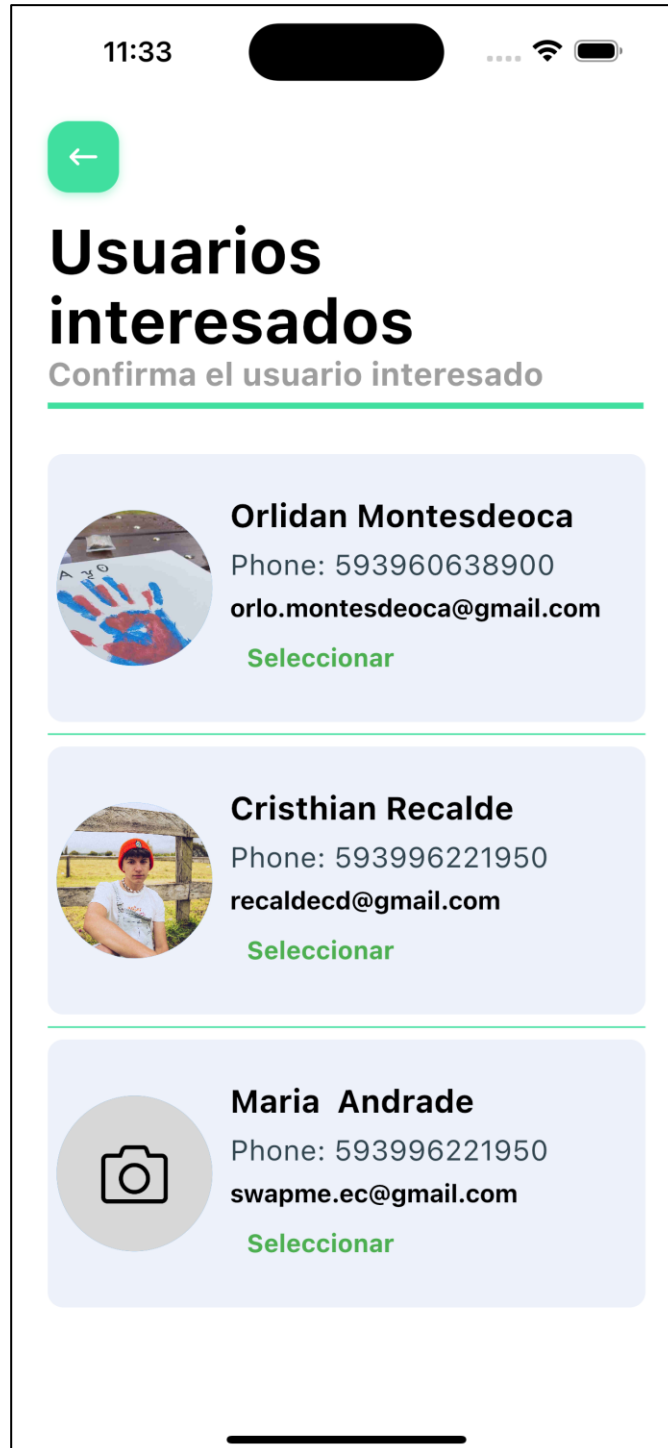 11:33
Usuarios
interesados
Confirma el usuario interesado
Orlidan Montesdeoca
Phone: 593960638900
orlo.montesdeoca@gmail.com
Seleccionar
Cristhian Recalde
Phone: 593996221950
recaldecd@gmail.com
Seleccionar
Maria  Andrade
Phone: 593996221950
swapme.ec@gmail.com
Seleccionar